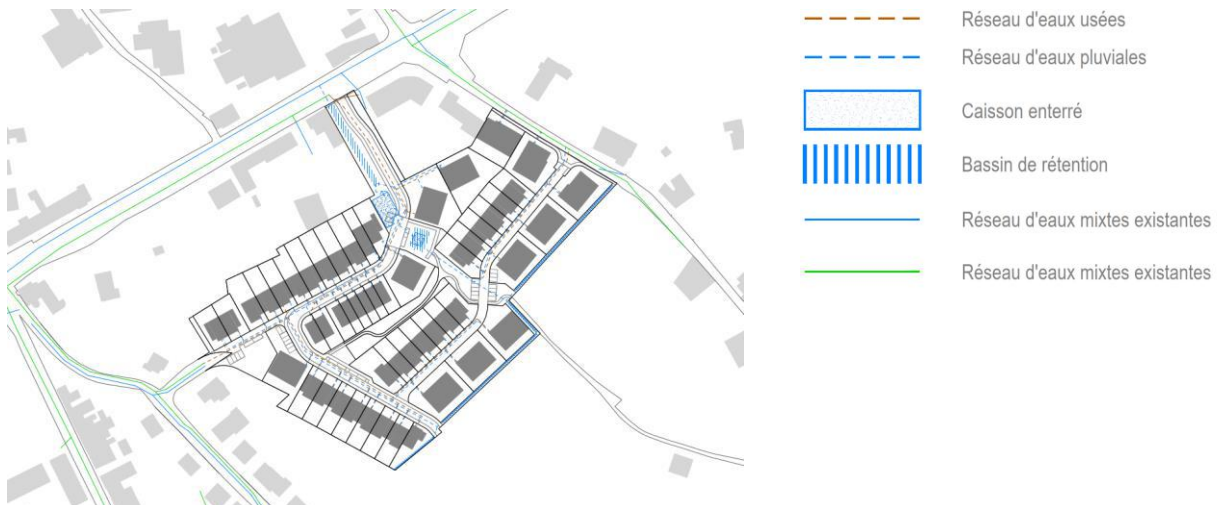 Réseau d'eaux usées
Réseau d'eaux pluviales
Caisson enterré
Bassin de rétention
Réseau d'eaux mixtes existantes
Réseau d'eaux mixtes existantes